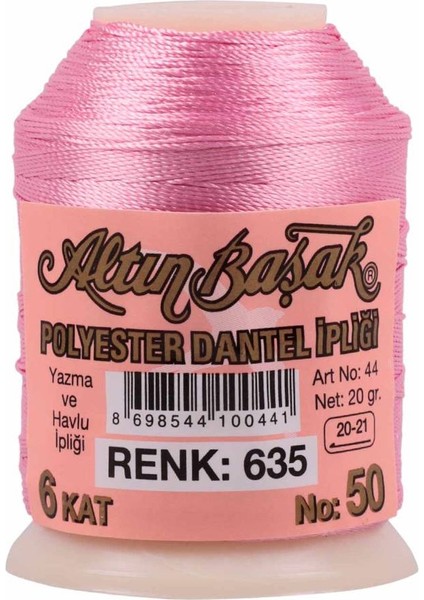 Altın Başak ®
POLYESTER DANTEL İPLİĞİ
Yazma
ve
Havlu
İpliği
8 698544 100441
Art No: 44
Net: 20 gr.
20-21
RENK: 635
6 KAT
No: 50